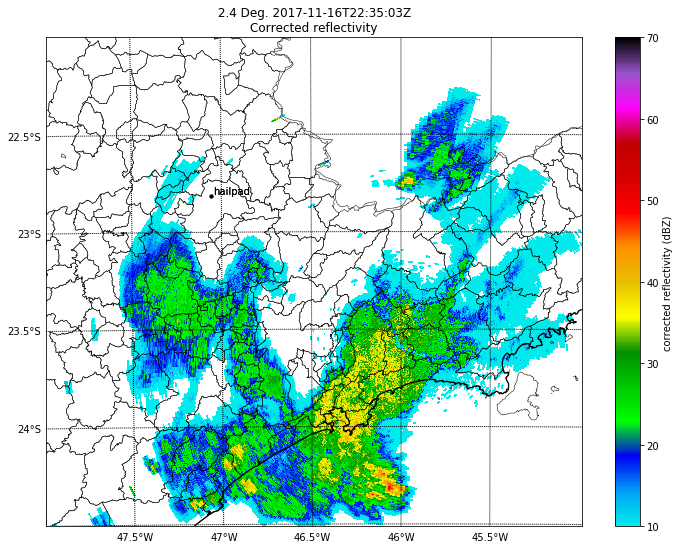 2.4 Deg. 2017-11-16T22:35:03Z
Corrected reflectivity
70
60
50
40
30
20
10
corrected reflectivity (dBZ)
22.5°S
23°S
23.5°S
24°S
hailpad
47.5°W
47°W
46.5°W
46°W
45.5°W